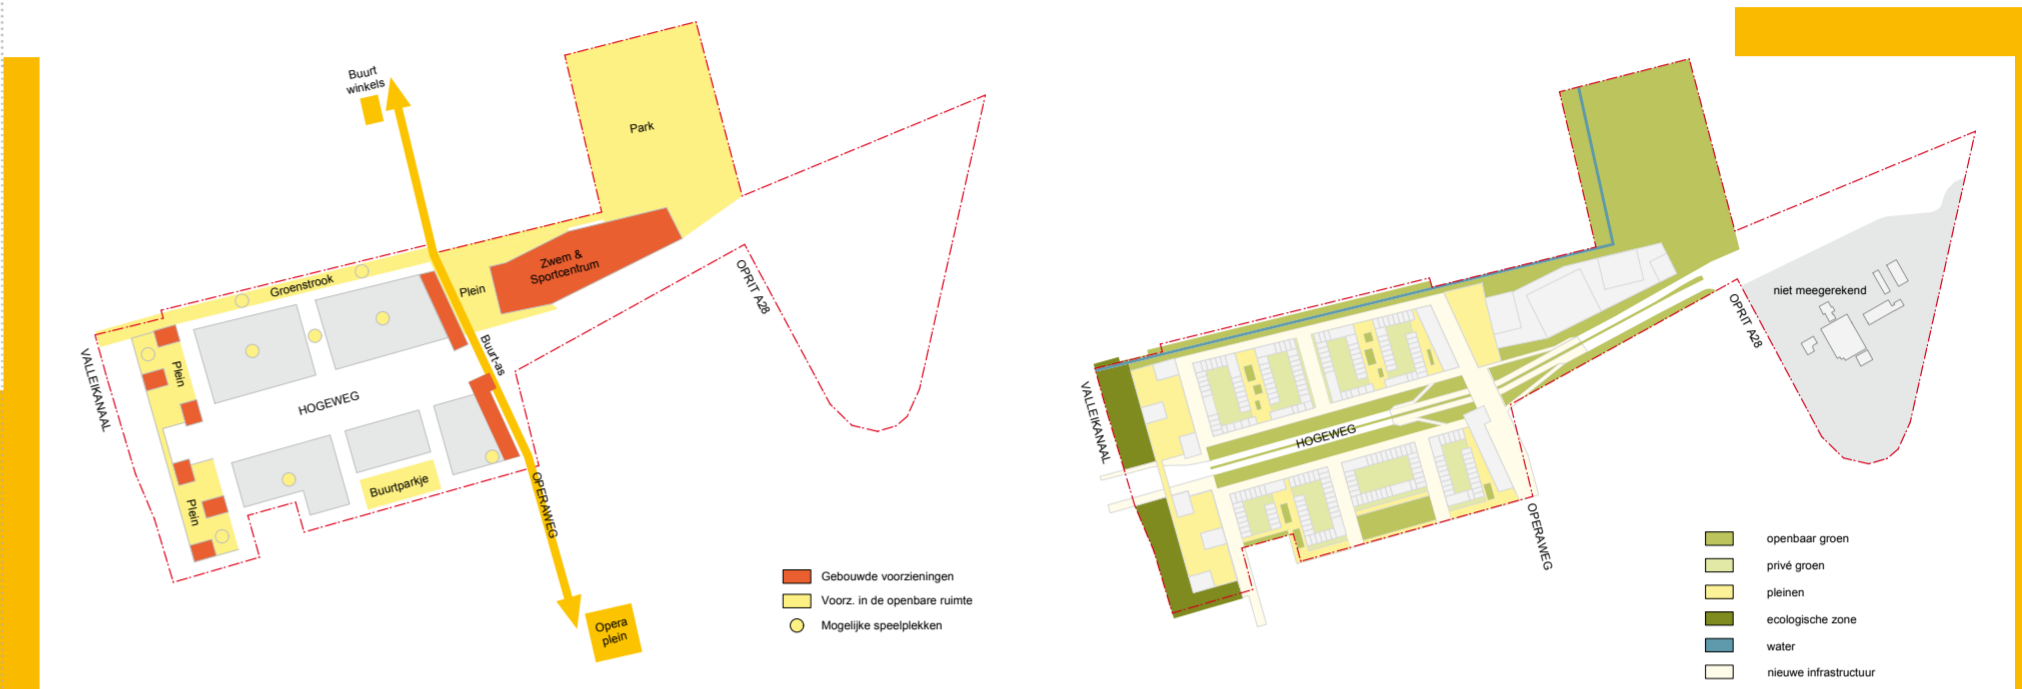 Buurt
winkels
Park
Zwem &
Sportcentrum
Plein
Groenstrook
OPRIT A28
Buurt-as
VALLEIKANAAL
Plein
HOGEWEG
Plein
Buurtparkje
OPERAWEG
Opera
plein
Gebouwde voorzieningen
Voorz. in de openbare ruimte
Mogelijke speelplekken
niet meegerekend
OPRIT A28
VALLEIKANAAL
HOGEWEG
OPERAWEG
openbaar groen
privé groen
pleinen
ecologische zone
water
nieuwe infrastructuur